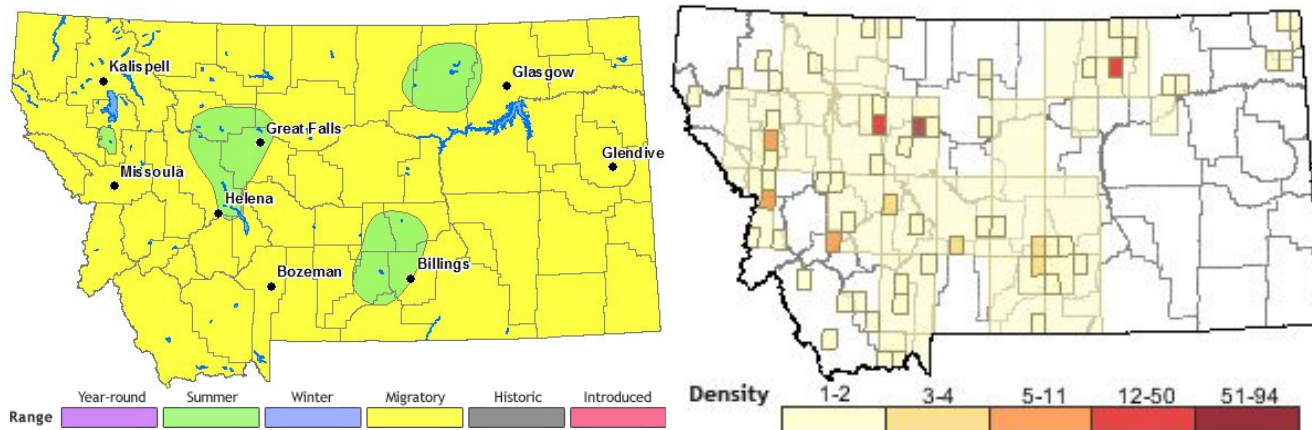 Kalispell
Glasgow
Great Falls
Glendive
Missoula
Helena
Bozeman
Billings
Range Year-round Summer Winter Migratory Historic Introduced
Density 1-2 3-4 5-11 12-50 51-94